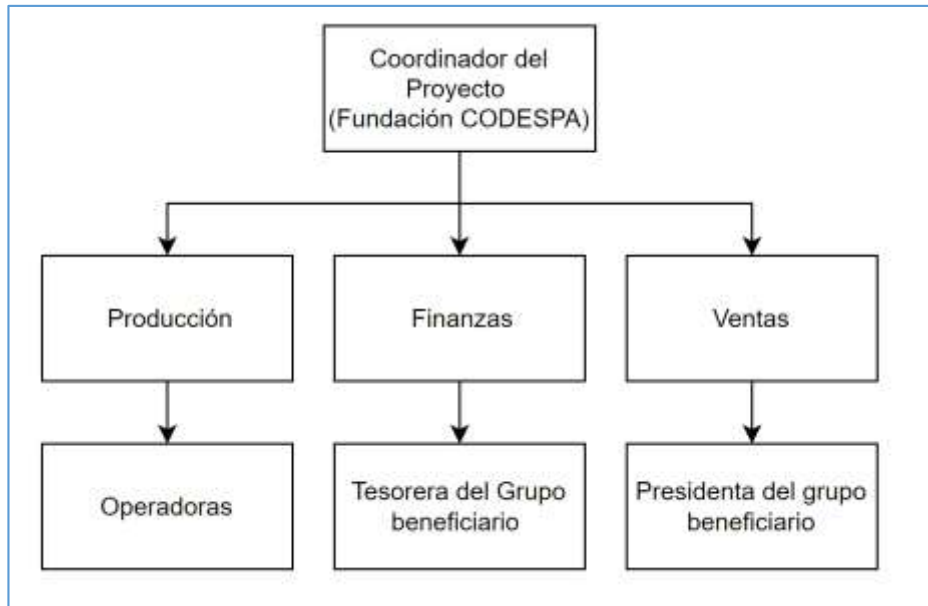 Coordinador del
Proyecto
(Fundación CODESPA)
Producción
Finanzas
Ventas
Operadoras
Tesorera del Grupo
beneficiario
Presidenta del grupo
beneficiario